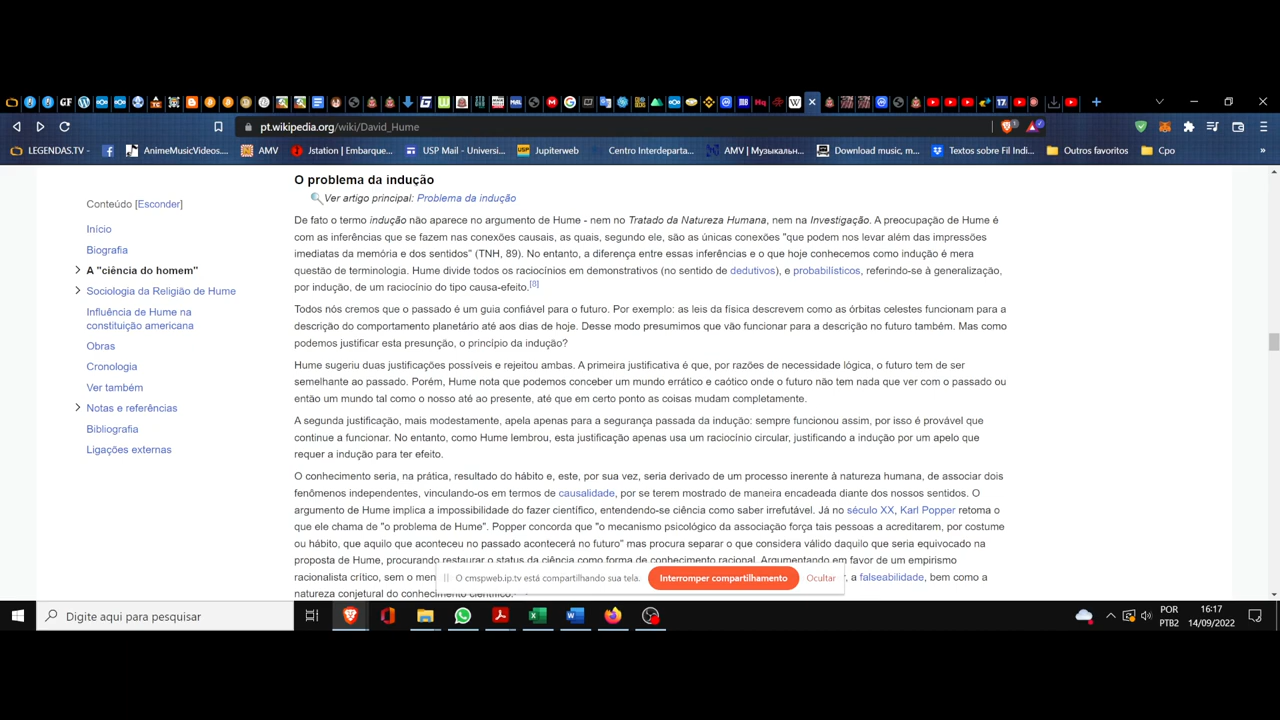 pt.wikipedia.org/wiki/David_Hume
LEGENDAS.TV - AnimeMusicVideos... AMV Jstation | Embarque... USP Mail - Universi... Jupiterweb Centro Interdeparta... AMV | Музыкальн... Download music, m... Textos sobre Fil Indi... Outros favoritos Cpo
O problema da indução
Ver artigo principal: Problema da indução
Conteúdo [Esconder]
Início
Biografia
A "ciência do homem"
Sociologia da Religião de Hume
Influência de Hume na
constituição americana
Obras
Cronologia
Ver também
Notas e referências
Bibliografia
Ligações externas
De fato o termo indução não aparece no argumento de Hume - nem no Tratado da Natureza Humana, nem na Investigação. A preocupação de Hume é
com as inferências que se fazem nas conexões causais, as quais, segundo ele, são as únicas conexões "que podem nos levar além das impressões
imediatas da memória e dos sentidos" (TNH, 89). No entanto, a diferença entre essas inferências e o que hoje conhecemos como indução é mera
questão de terminologia. Hume divide todos os raciocínios em demonstrativos (no sentido de dedutivos), e probabilísticos, referindo-se à generalização,
por indução, de um raciocínio do tipo causa-efeito.[8]
Todos nós cremos que o passado é um guia confiável para o futuro. Por exemplo: as leis da física descrevem como as órbitas celestes funcionam para a
descrição do comportamento planetário até aos dias de hoje. Desse modo presumimos que vão funcionar para a descrição no futuro também. Mas como
podemos justificar esta presunção, o princípio da indução?
Hume sugeriu duas justificações possíveis e rejeitou ambas. A primeira justificativa é que, por razões de necessidade lógica, o futuro tem de ser
semelhante ao passado. Porém, Hume nota que podemos conceber um mundo errático e caótico onde o futuro não tem nada que ver com o passado ou
então um mundo tal como o nosso até ao presente, até que em certo ponto as coisas mudam completamente.
A segunda justificação, mais modestamente, apela apenas para a segurança passada da indução: sempre funcionou assim, por isso é provável que
continue a funcionar. No entanto, como Hume lembrou, esta justificação apenas usa um raciocínio circular, justificando a indução por um apelo que
requer a indução para ter efeito.
O conhecimento seria, na prática, resultado do hábito e, este, por sua vez, seria derivado de um processo inerente à natureza humana, de associar dois
fenômenos independentes, vinculando-os em termos de causalidade, por se terem mostrado de maneira encadeada diante dos nossos sentidos. O
argumento de Hume implica a impossibilidade do fazer científico, entendendo-se ciência como saber irrefutável. Já no século XX, Karl Popper retoma o
que ele chama de "o problema de Hume". Popper concorda que "o mecanismo psicológico da associação força tais pessoas a acreditarem, por costume
ou hábito, que aquilo que aconteceu no passado acontecerá no futuro" mas procura separar o que considera válido daquilo que seria equivocado na
proposta de Hume, procurando restaurar o status da ciência como forma de conhecimento racional. Argumentando em favor de um empirismo
racionalista crítico, sem o men a falseabilidade, bem como a
natureza conjetural do conhecimento científico.
O cmspweb.ip.tv está compartilhando sua tela. Interromper compartilhamento Ocultar
Digite aqui para pesquisar
POR
PTB2
16:17
14/09/2022